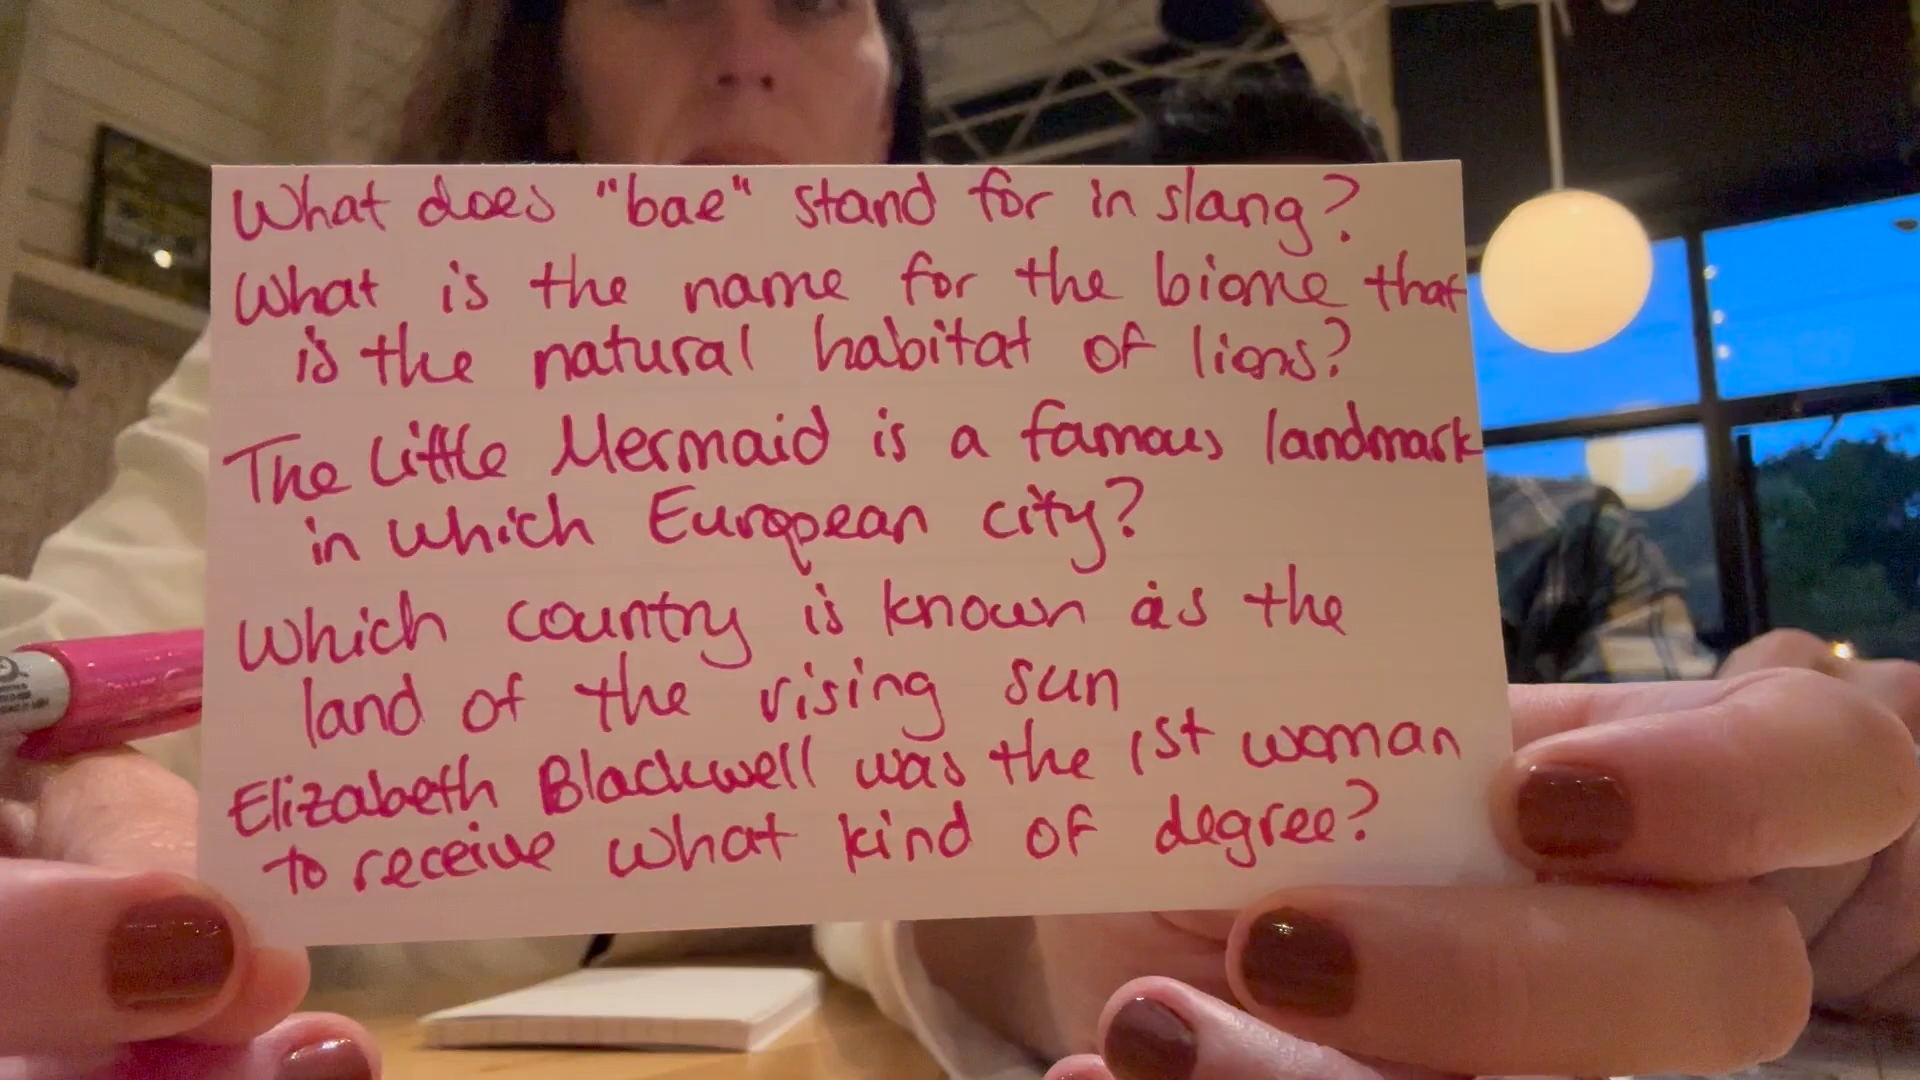 What does "bae" stand for in slang?
What is the name for the biome that
is the natural habitat of lions?
The Little Mermaid is a famous landmark
in which European city?
Which country is known as the
land of the rising sun
Elizabeth Blackwell was the 1st woman
to receive what kind of degree?